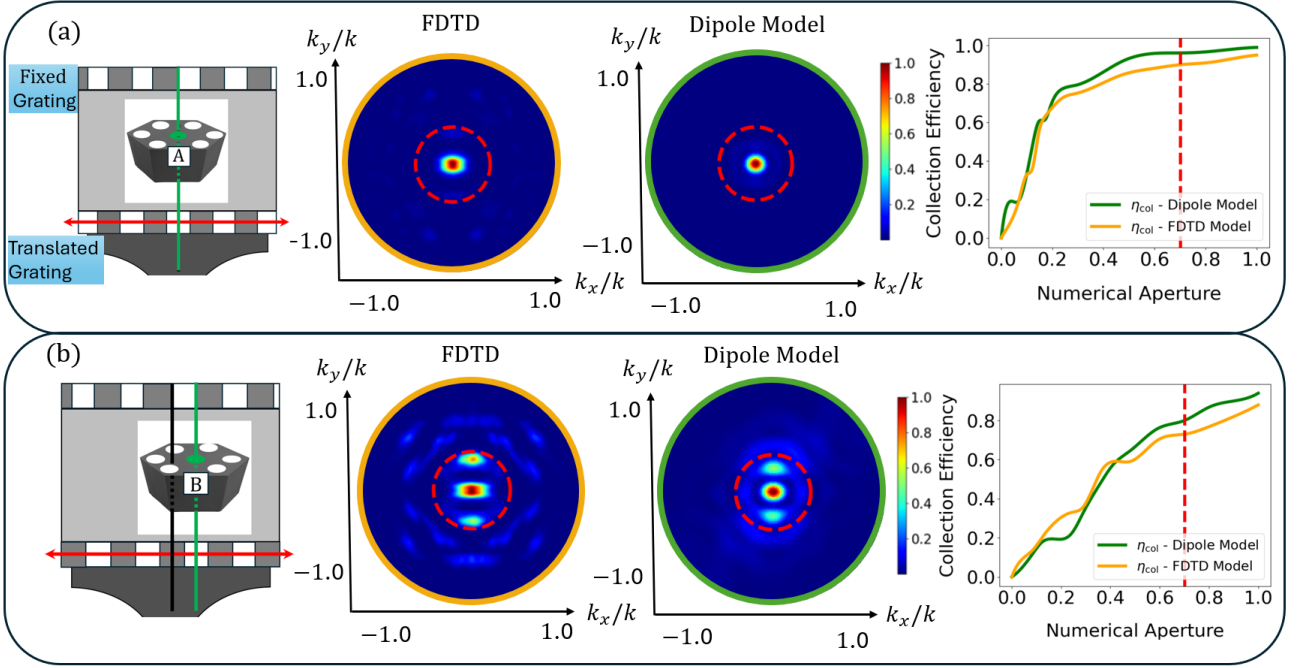 (a)
Fixed
Grating
A
Translated
Grating
FDTD
k_y/k
1.0
-1.0
−1.0
1.0
k_x/k
Dipole Model
k_y/k
1.0
−1.0
−1.0
1.0
k_x/k
1.0
0.8
0.6
0.4
0.2
Collection Efficiency
1.0
0.8
0.6
0.4
0.2
0.0
η_col - Dipole Model
η_col - FDTD Model
0.0 0.2 0.4 0.6 0.8 1.0
Numerical Aperture
(b)
B
FDTD
k_y/k
1.0
−1.0
−1.0
1.0
k_x/k
Dipole Model
k_y/k
1.0
−1.0
−1.0
1.0
k_x/k
1.0
0.8
0.6
0.4
0.2
Collection Efficiency
0.8
0.6
0.4
0.2
0.0
η_col - Dipole Model
η_col - FDTD Model
0.0 0.2 0.4 0.6 0.8 1.0
Numerical Aperture